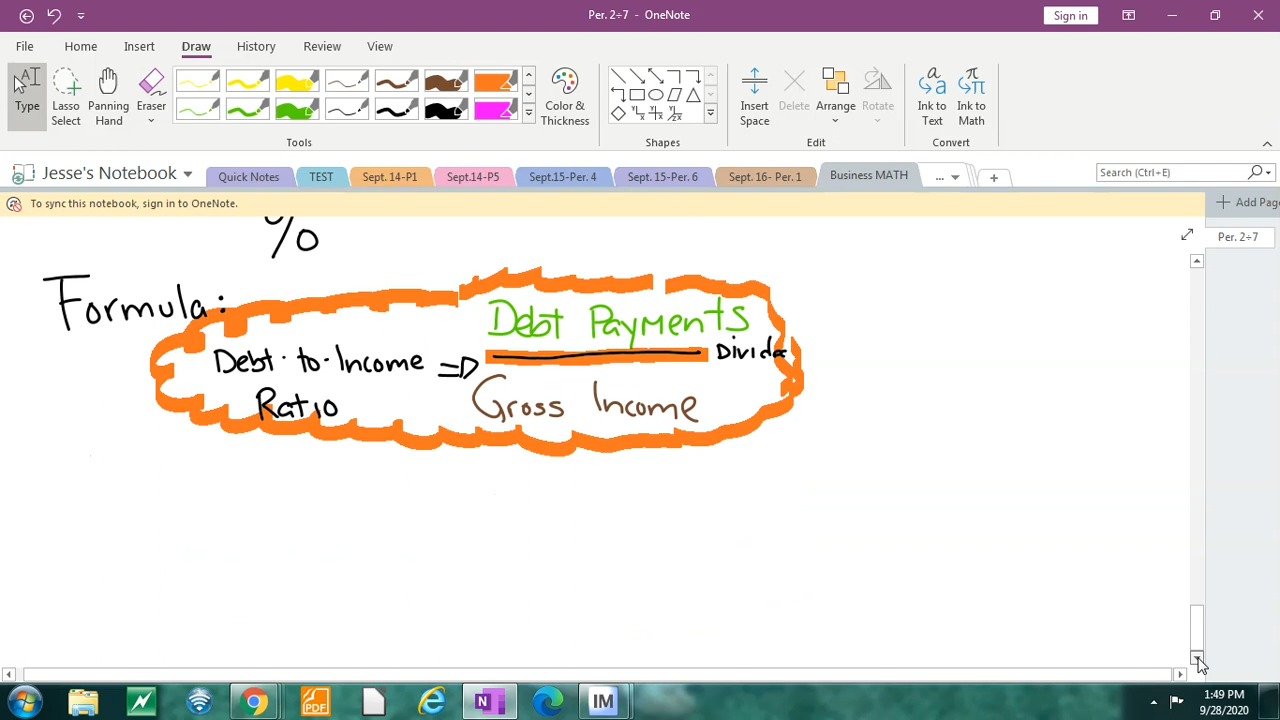 Per. 2÷7 - OneNote
Sign in
File Home Insert Draw History Review View
Type
Lasso Select
Panning Hand
Eraser
Color & Thickness
Insert Space
Delete
Arrange
Rotate
Ink to Text
Ink to Math
Tools
Shapes
Edit
Convert
Jesse's Notebook
Quick Notes
TEST
Sept. 14-P1
Sept.14-P5
Sept.15-Per. 4
Sept. 15-Per. 6
Sept. 16- Per. 1
Business MATH
...
Search (Ctrl+E)
To sync this notebook, sign in to OneNote.
Add Pag
Per. 2÷7
%
Formula:
Debt Payments
Debt·to·Income
Divide
Ratio
Gross Income
PDF
IM
1:49 PM
9/28/2020